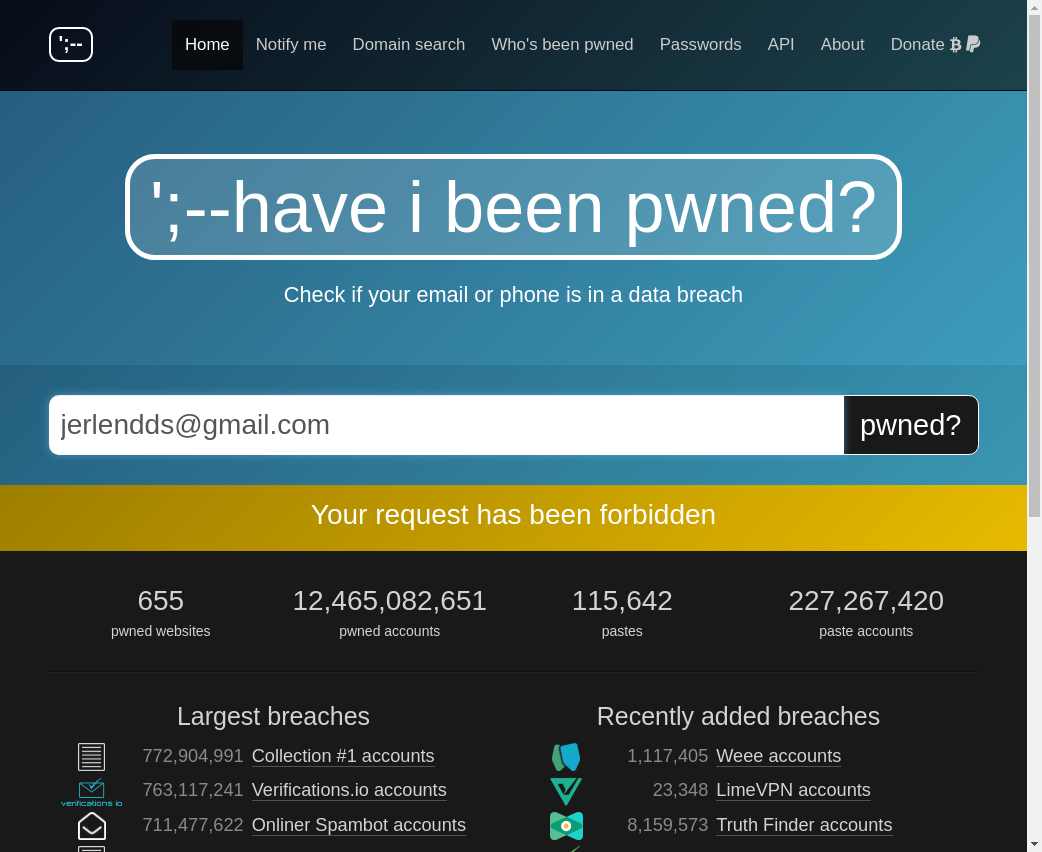 ';--
Home Notify me Domain search Who's been pwned Passwords API About Donate
';--have i been pwned?
Check if your email or phone is in a data breach
jerlendds@gmail.com pwned?
Your request has been forbidden
655 12,465,082,651 115,642 227,267,420
pwned websites pwned accounts pastes paste accounts
Largest breaches Recently added breaches
772,904,991 Collection #1 accounts 1,117,405 Weee accounts
verifications io 763,117,241 Verifications.io accounts 23,348 LimeVPN accounts
711,477,622 Onliner Spambot accounts 8,159,573 Truth Finder accounts